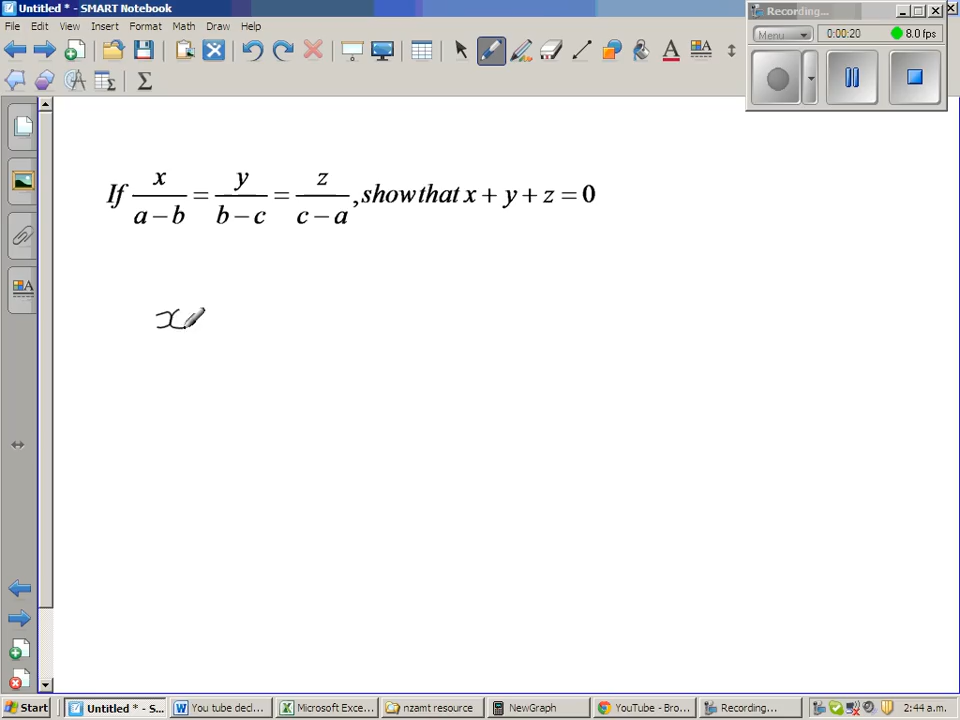 Untitled * - SMART Notebook
File Edit View Insert Format Math Draw Help
Recording...
Menu 0:00:20 8.0 fps
If x/(a − b) = y/(b − c) = z/(c − a), show that x + y + z = 0
x
Start Untitled * - S... You tube decl... Microsoft Exce... nzamt resource NewGraph YouTube - Bro... Recording... 2:44 a.m.